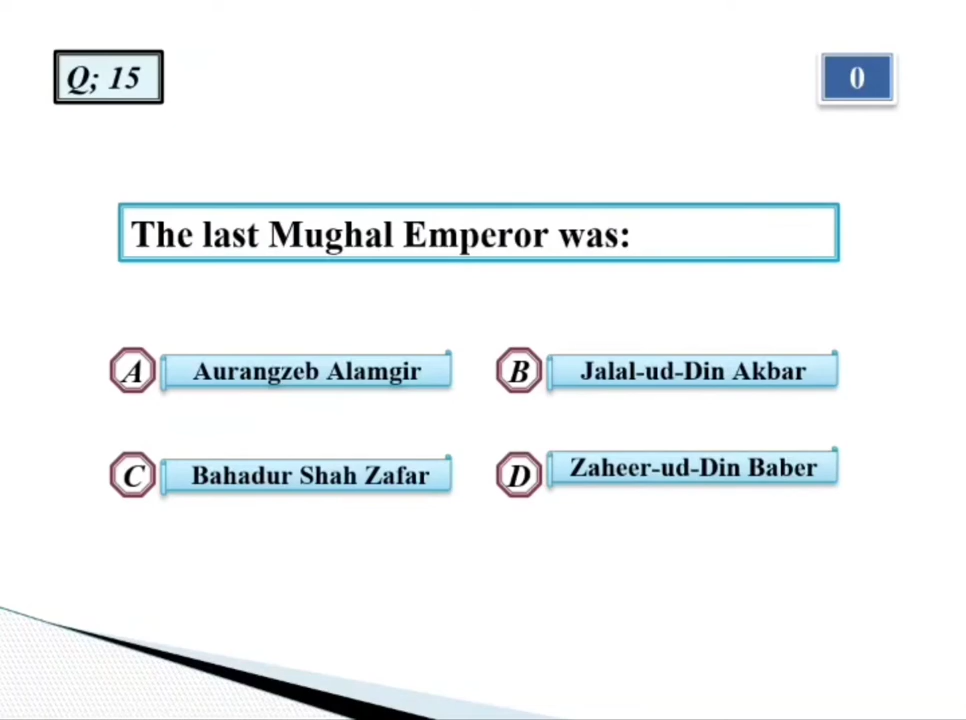 Q; 15
0
The last Mughal Emperor was:
A Aurangzeb Alamgir
B Jalal-ud-Din Akbar
C Bahadur Shah Zafar
D Zaheer-ud-Din Baber